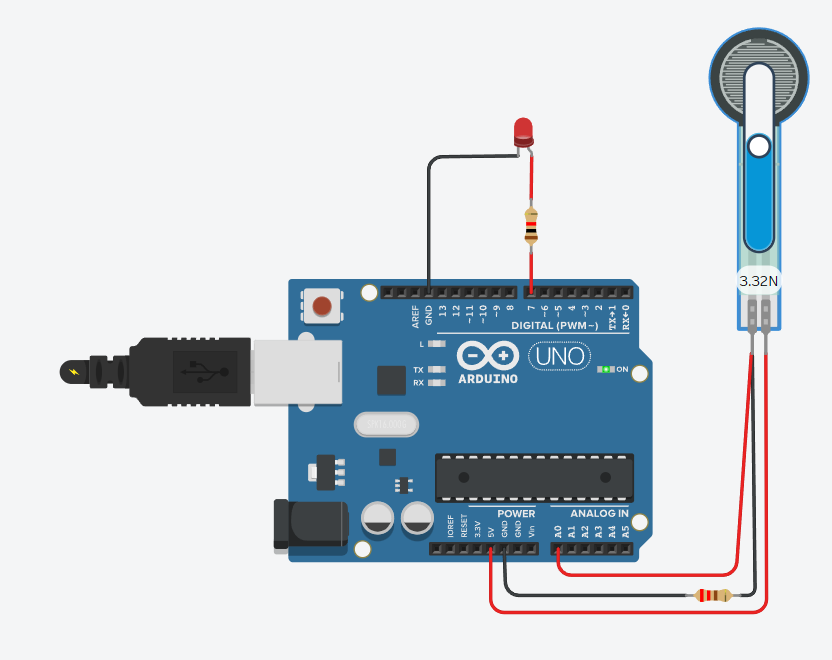 3.32N
AREF
GND
13
12
~11
~10
~9
8
7
~6
~5
4
~3
2
TX→1
RX←0
DIGITAL (PWM~)
L
TX
RX
ARDUINO
UNO
ON
POWER
ANALOG IN
IOREF
RESET
3.3V
5V
GND
GND
Vin
A0
A1
A2
A3
A4
A5